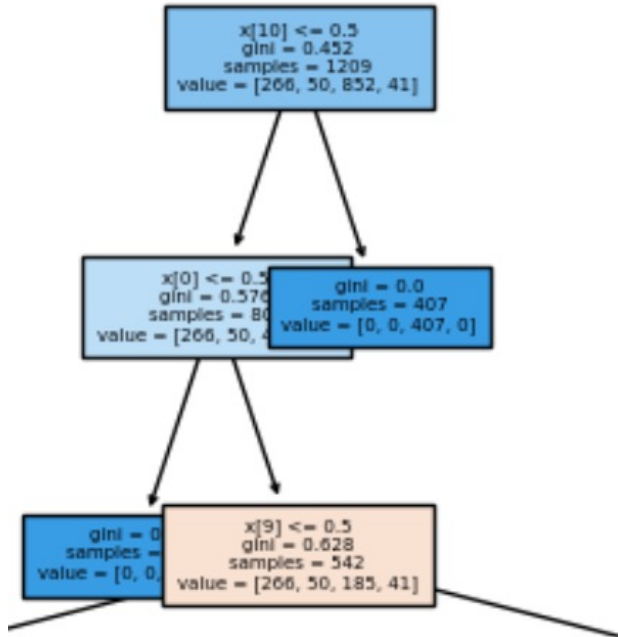 x[10] <= 0.5
gini = 0.452
samples = 1209
value = [266, 50, 852, 41]
x[0] <= 0.5
gini = 0.576
samples =
value = [266, 50,
gini = 0.0
samples = 407
value = [0, 0, 407, 0]
gini = 0
samples =
value = [0, 0,
x[9] <= 0.5
gini = 0.628
samples = 542
value = [266, 50, 185, 41]